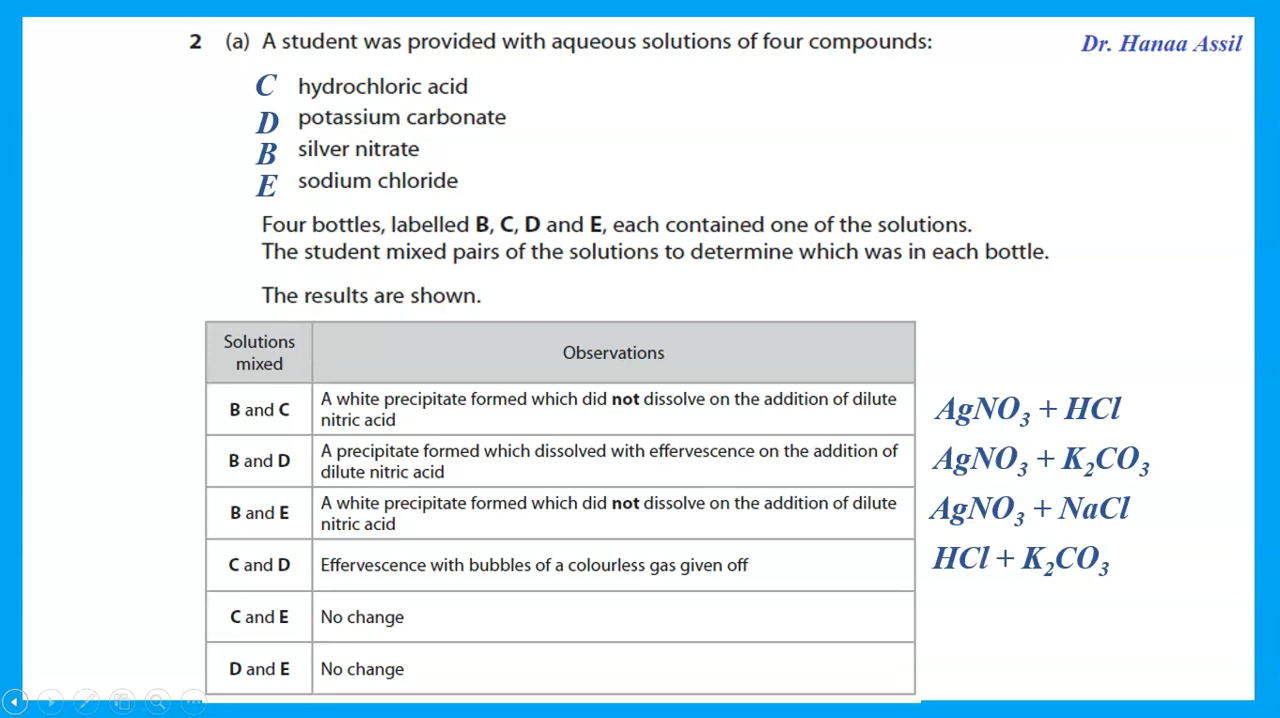 2 (a) A student was provided with aqueous solutions of four compounds:
Dr. Hanaa Assil
C hydrochloric acid
D potassium carbonate
B silver nitrate
E sodium chloride
Four bottles, labelled B, C, D and E, each contained one of the solutions.
The student mixed pairs of the solutions to determine which was in each bottle.
The results are shown.
Solutions
mixed
Observations
B and C
A white precipitate formed which did not dissolve on the addition of dilute
nitric acid
AgNO₃ + HCl
B and D
A precipitate formed which dissolved with effervescence on the addition of
dilute nitric acid
AgNO₃ + K₂CO₃
B and E
A white precipitate formed which did not dissolve on the addition of dilute
nitric acid
AgNO₃ + NaCl
C and D
Effervescence with bubbles of a colourless gas given off
HCl + K₂CO₃
C and E
No change
D and E
No change